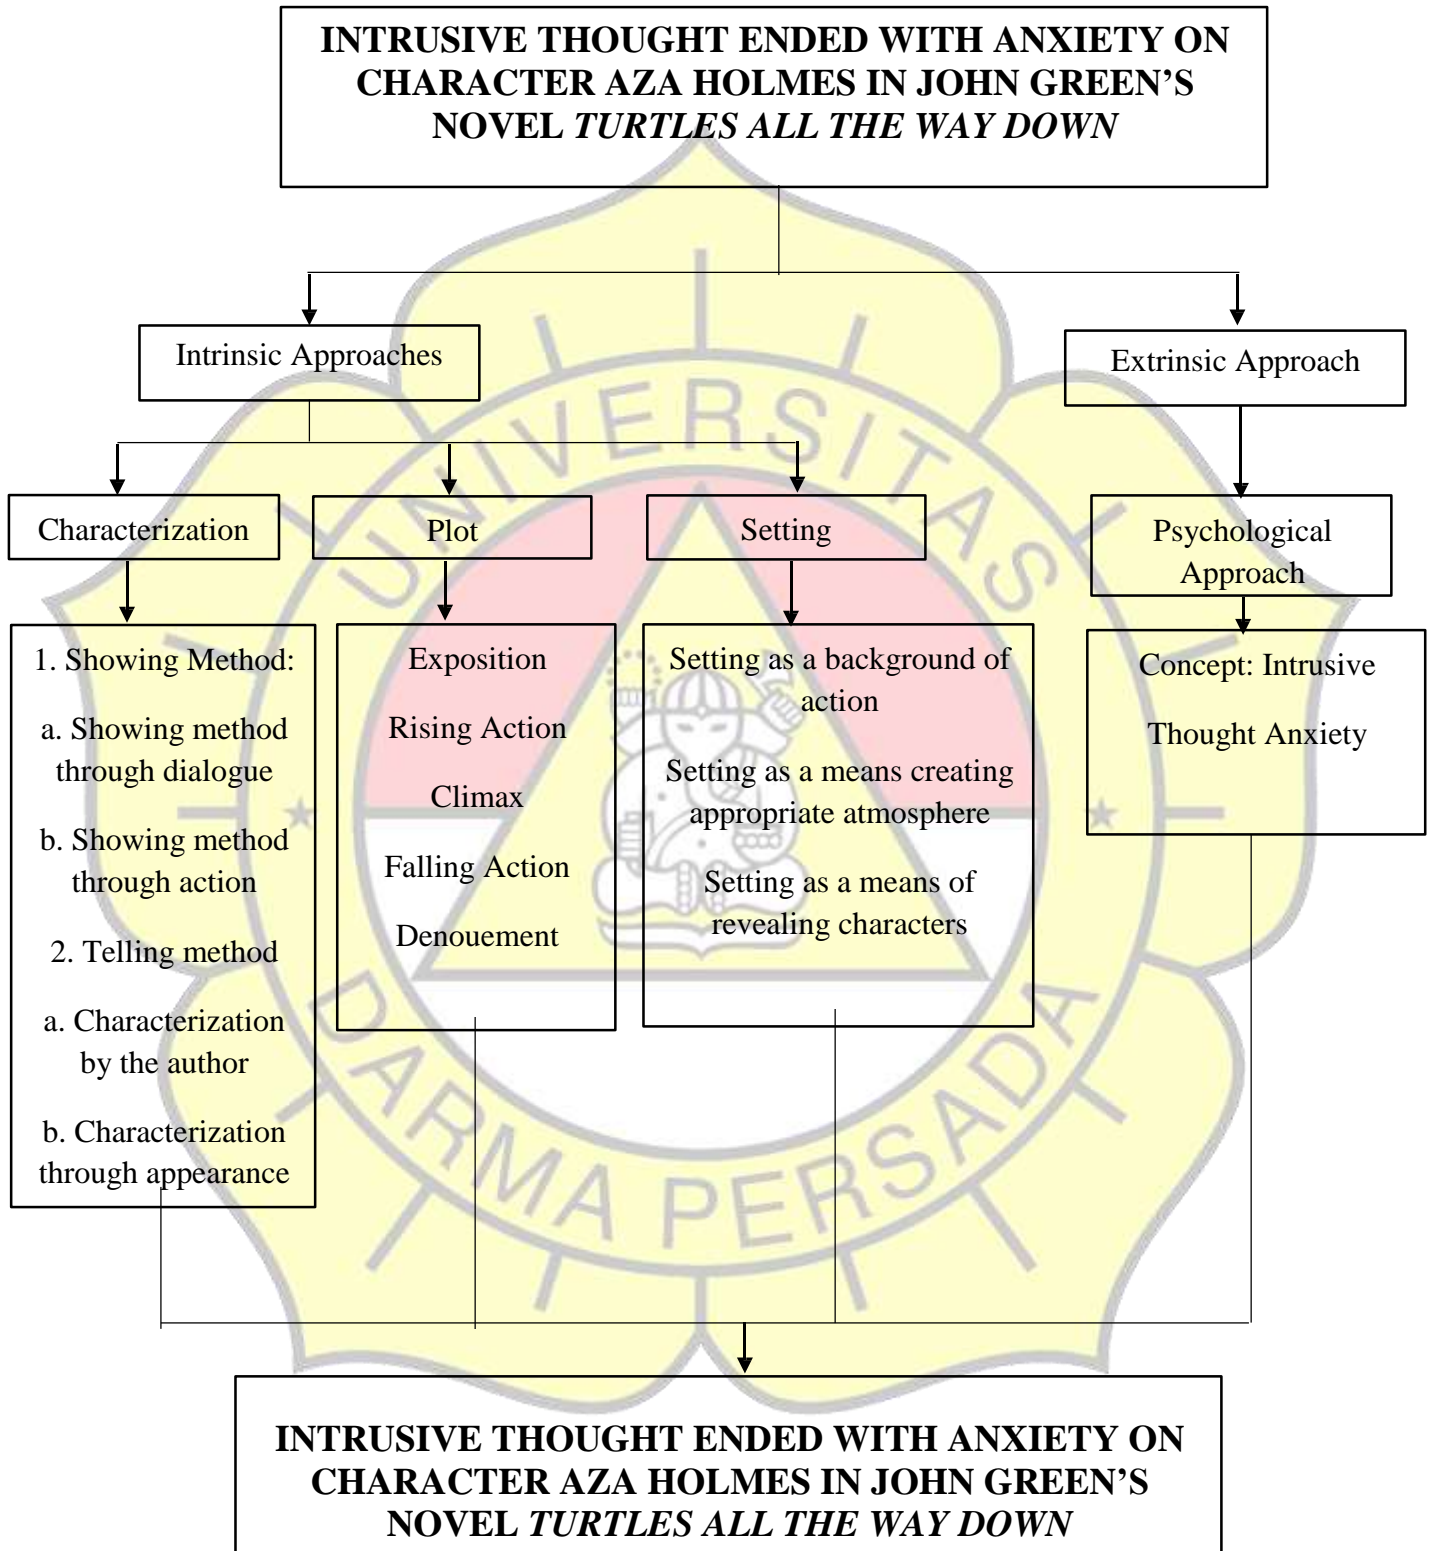 INTRUSIVE THOUGHT ENDED WITH ANXIETY ON
CHARACTER AZA HOLMES IN JOHN GREEN’S
NOVEL TURTLES ALL THE WAY DOWN
Intrinsic Approaches
Extrinsic Approach
Characterization
Plot
Setting
Psychological
Approach
1. Showing Method:
a. Showing method
through dialogue
b. Showing method
through action
2. Telling method
a. Characterization
by the author
b. Characterization
through appearance
Exposition
Rising Action
Climax
Falling Action
Denouement
Setting as a background of
action
Setting as a means creating
appropriate atmosphere
Setting as a means of
revealing characters
Concept: Intrusive
Thought Anxiety
UNIVERSITAS
DARMA PERSADA
INTRUSIVE THOUGHT ENDED WITH ANXIETY ON
CHARACTER AZA HOLMES IN JOHN GREEN’S
NOVEL TURTLES ALL THE WAY DOWN